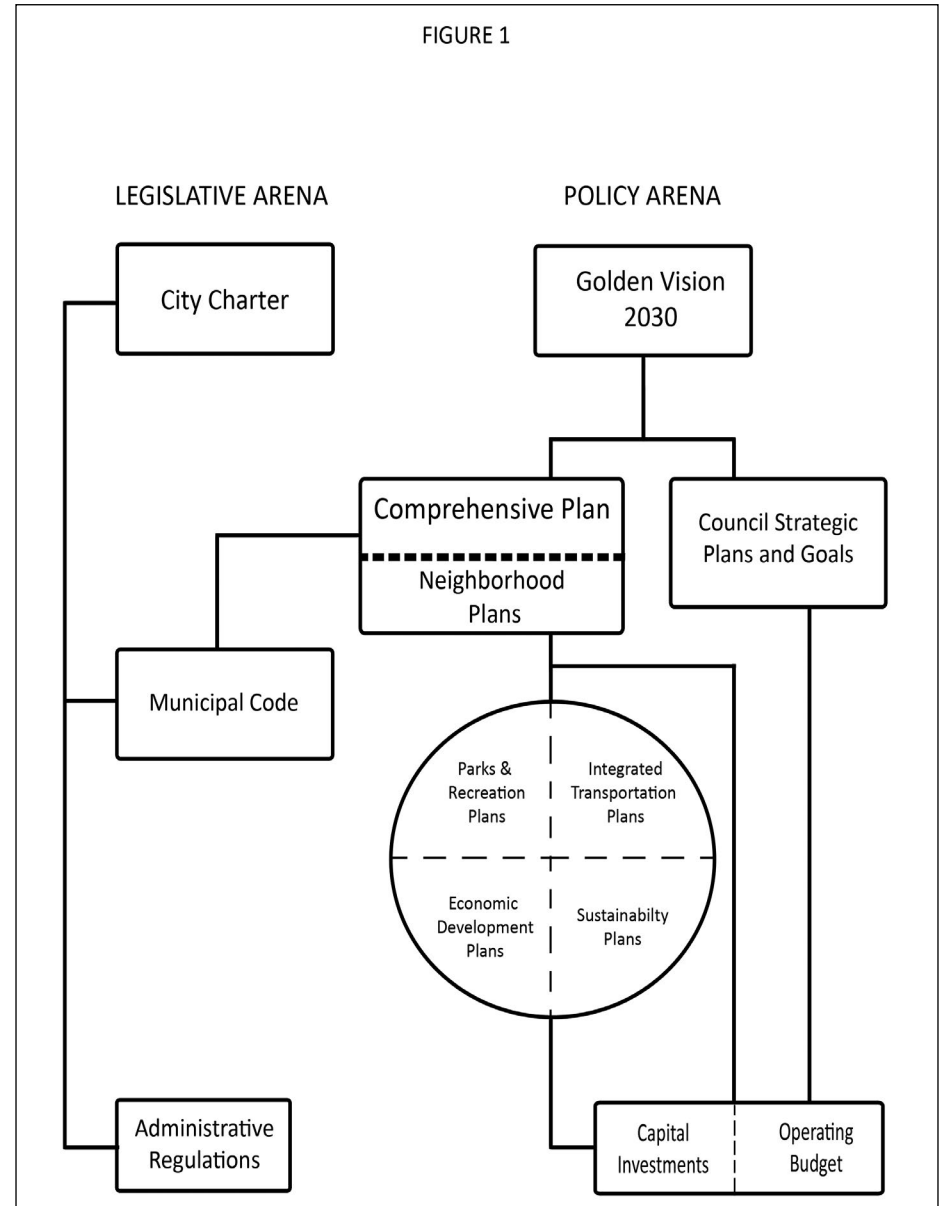 FIGURE 1
LEGISLATIVE ARENA
POLICY ARENA
City Charter
Golden Vision
2030
Comprehensive Plan
Neighborhood
Plans
Council Strategic
Plans and Goals
Municipal Code
Parks &
Recreation
Plans
Integrated
Transportation
Plans
Economic
Development
Plans
Sustainabilty
Plans
Administrative
Regulations
Capital
Investments
Operating
Budget